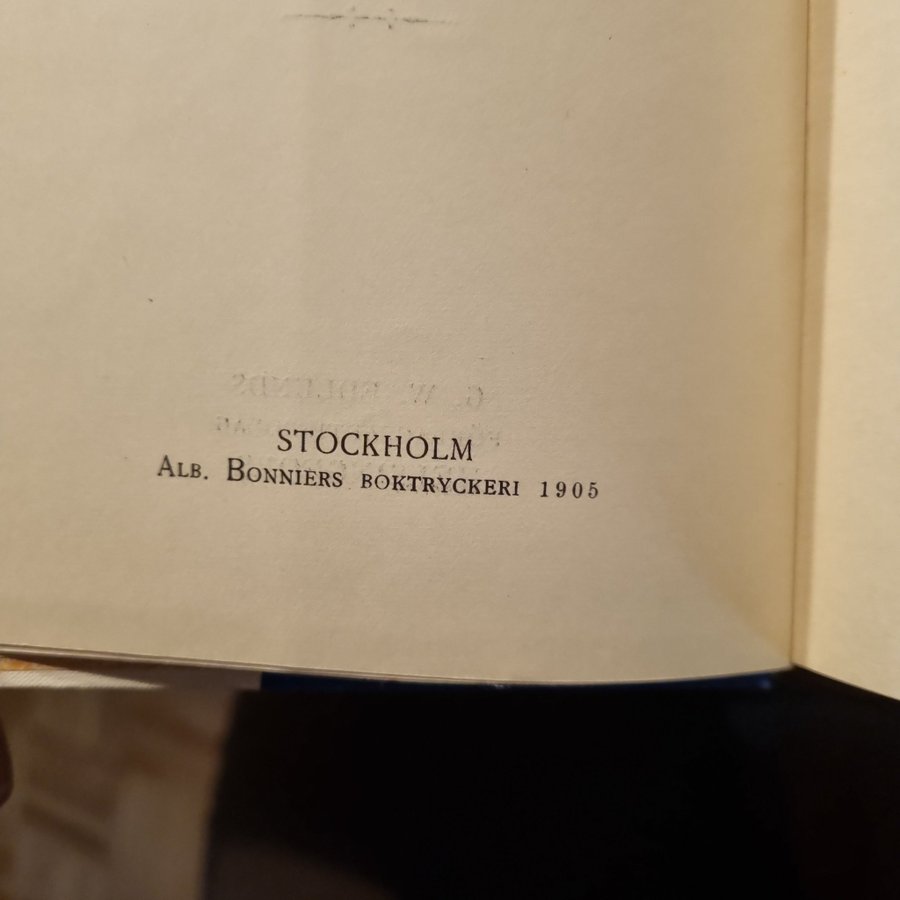 STOCKHOLM
ALB. BONNIERS BOKTRYCKERI 1905